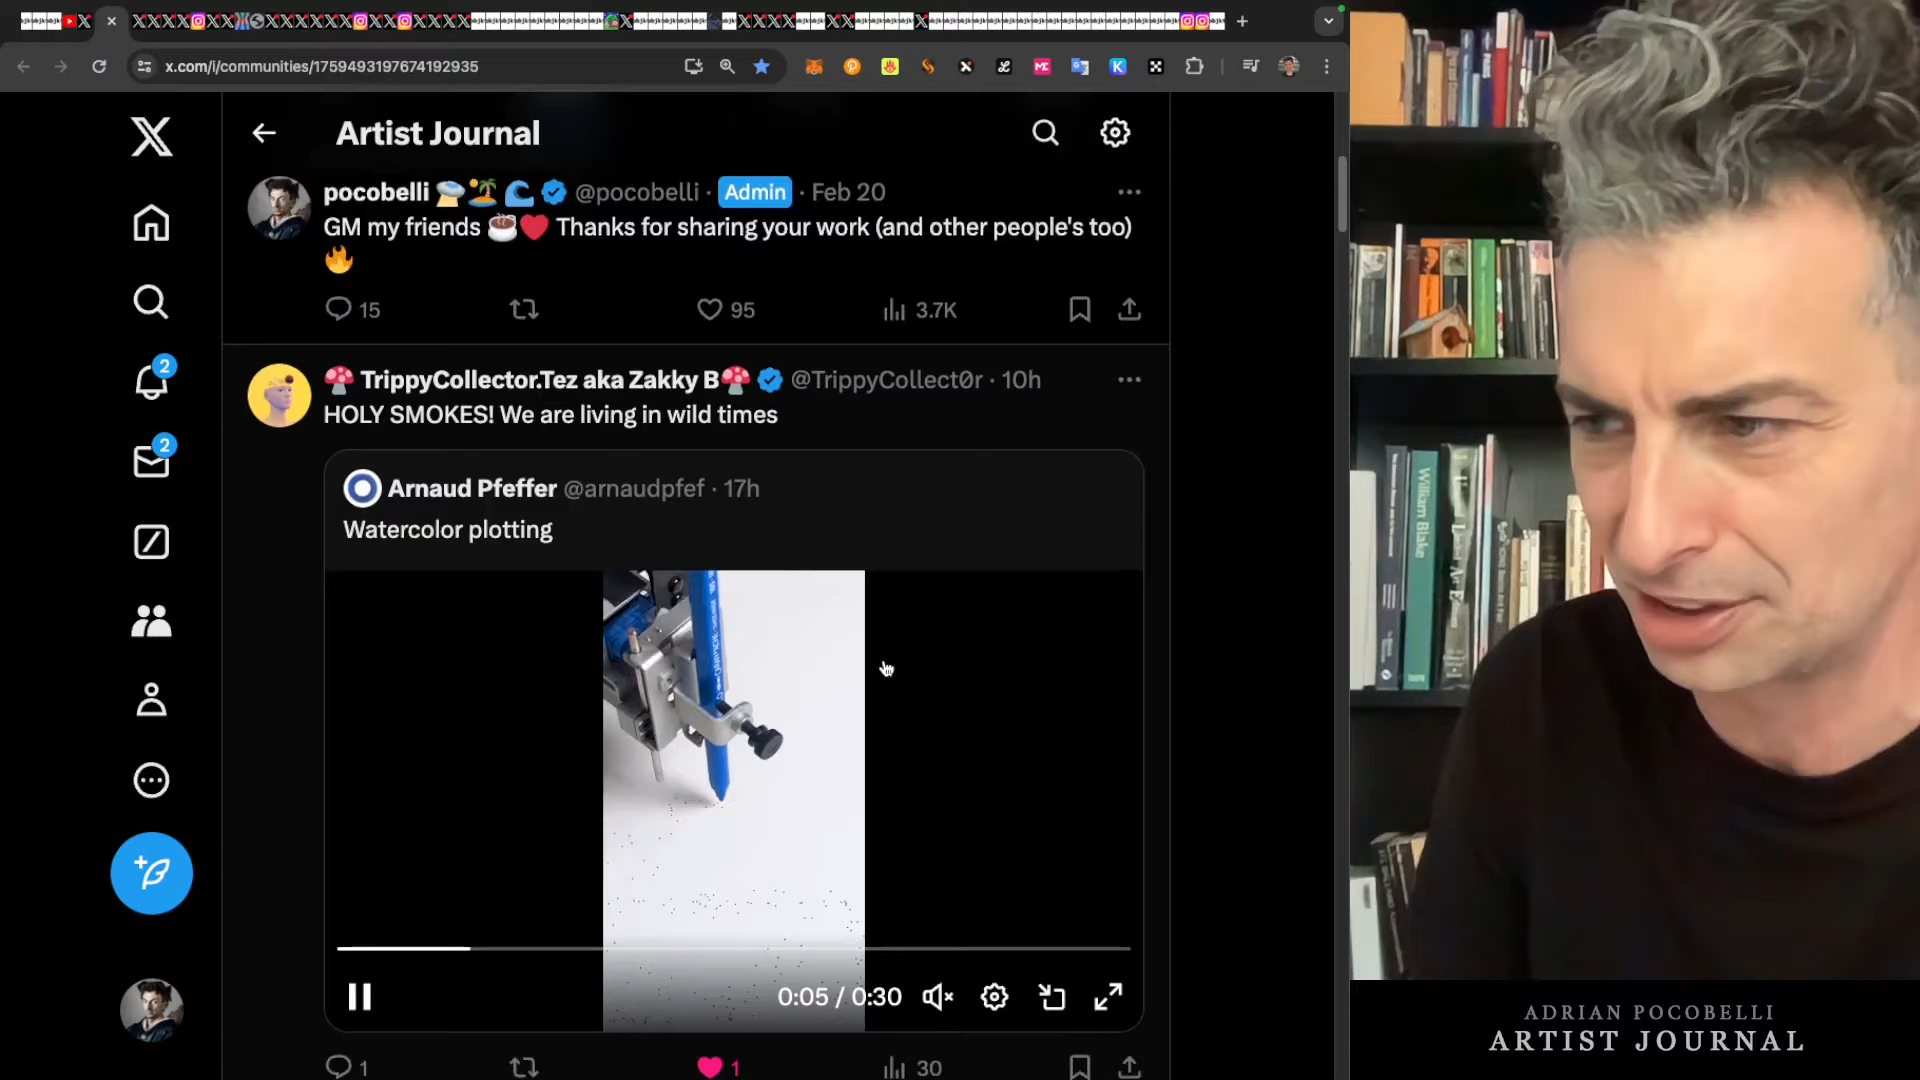 x.com/i/communities/1759493197674192935
Artist Journal
pocobelli @pocobelli · Admin · Feb 20
GM my friends ☕❤️ Thanks for sharing your work (and other people's too)
🔥
15 95 3.7K
🍄 TrippyCollector.Tez aka Zakky B🍄 @TrippyCollect0r · 10h
HOLY SMOKES! We are living in wild times
Arnaud Pfeffer @arnaudpfef · 17h
Watercolor plotting
0:05 / 0:30
1 1 30
2
2
William Blake
ADRIAN POCOBELLI
ARTIST JOURNAL